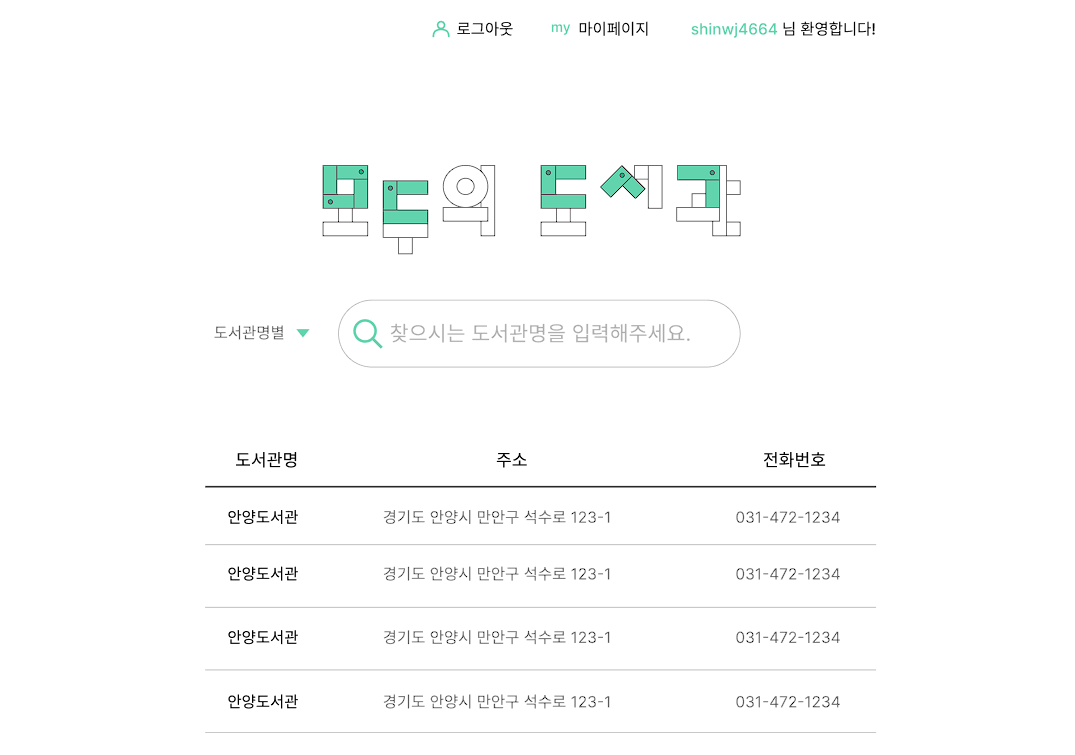 로그아웃 my 마이페이지 shinwj4664 님 환영합니다!
모두의 도서관
도서관명별 찾으시는 도서관명을 입력해주세요.
도서관명 주소 전화번호
안양도서관 경기도 안양시 만안구 석수로 123-1 031-472-1234
안양도서관 경기도 안양시 만안구 석수로 123-1 031-472-1234
안양도서관 경기도 안양시 만안구 석수로 123-1 031-472-1234
안양도서관 경기도 안양시 만안구 석수로 123-1 031-472-1234